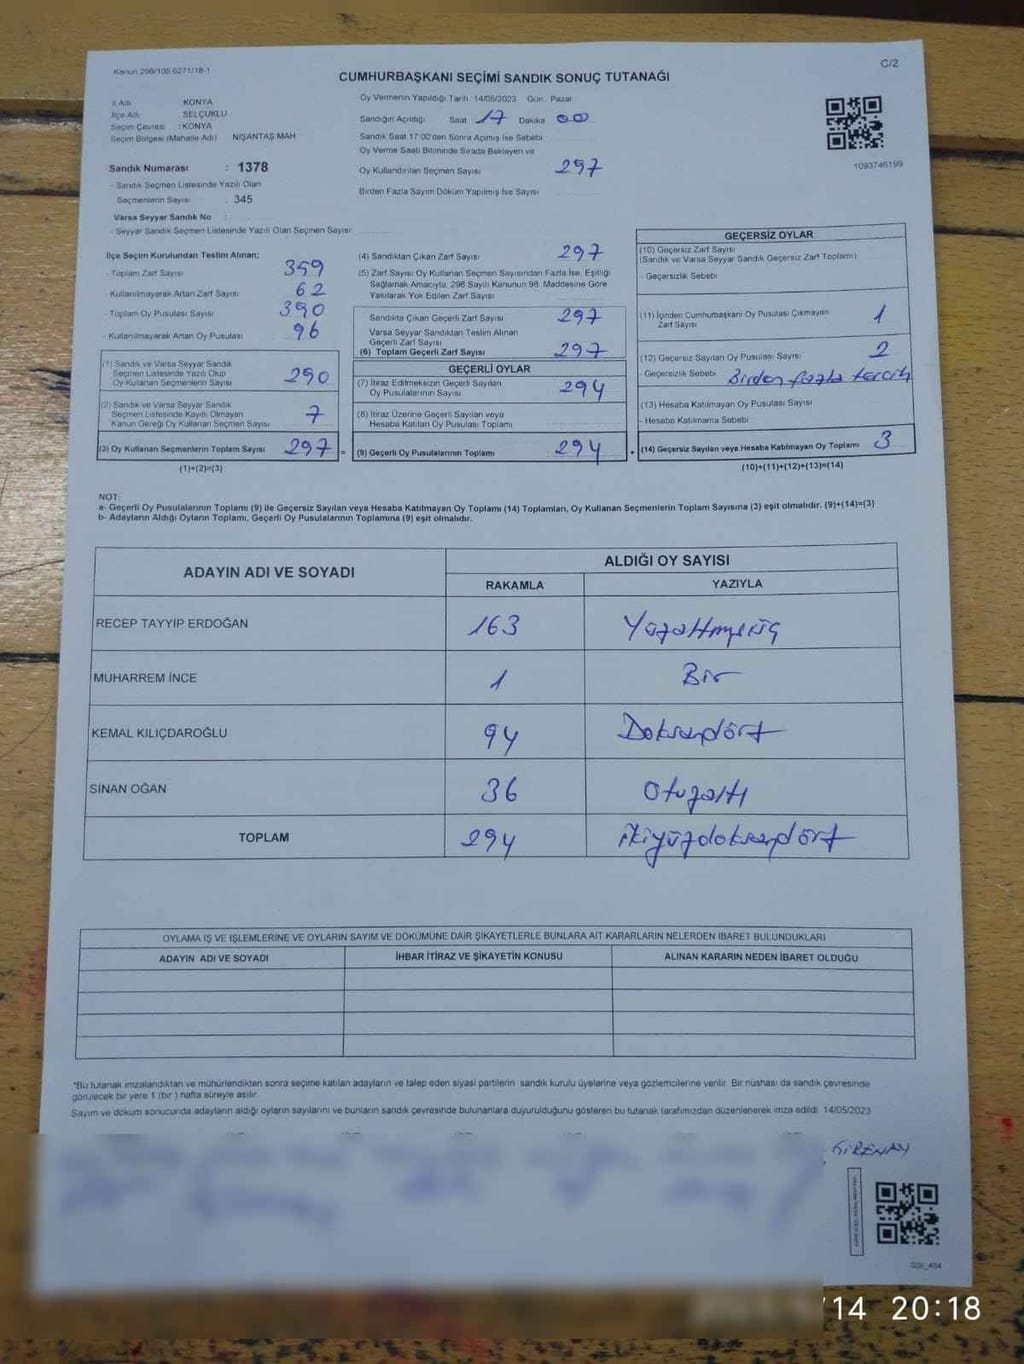 Kanun 298/105-6271/18-1
C/2
CUMHURBAŞKANI SEÇİMİ SANDIK SONUÇ TUTANAĞI
İl Adı : KONYA
İlçe Adı : SELÇUKLU
Seçim Çevresi : KONYA
Seçim Bölgesi (Mahalle Adı) NİŞANTAŞ MAH
Sandık Numarası : 1378
- Sandık Seçmen Listesinde Yazılı Olan
Seçmenlerin Sayısı : 345
Varsa Seyyar Sandık No :
- Seyyar Sandık Seçmen Listesinde Yazılı Olan Seçmen Sayısı
Oy Vermenin Yapıldığı Tarih : 14/05/2023 Gün : Pazar
Sandığın Açıldığı Saat 17 Dakika 00
Sandık Saat 17:00'den Sonra Açılmış İse Sebebi
Oy Verme Saati Bitiminde Sırada Bekleyen ve
Oy Kullandırılan Seçmen Sayısı 297
Birden Fazla Sayım Döküm Yapılmış İse Sayısı
1093746199
İlçe Seçim Kurulundan Teslim Alınan;
- Toplam Zarf Sayısı 359
- Kullanılmayarak Artan Zarf Sayısı 62
- Toplam Oy Pusulası Sayısı 390
- Kullanılmayarak Artan Oy Pusulası 96
(1) Sandık ve Varsa Seyyar Sandık
Seçmen Listesinde Yazılı Olup
Oy Kullanan Seçmenlerin Sayısı 290
(2) Sandık ve Varsa Seyyar Sandık
Seçmen Listesinde Kayıtlı Olmayan
Kanun Gereği Oy Kullanan Seçmen Sayısı 7
(3) Oy Kullanan Seçmenlerin Toplam Sayısı 297 =
(1)+(2)=(3)
(4) Sandıktan Çıkan Zarf Sayısı 297
(5) Zarf Sayısı Oy Kullanan Seçmen Sayısından Fazla İse, Eşitliği
Sağlamak Amacıyla, 298 Sayılı Kanunun 98. Maddesine Göre
Yakılarak Yok Edilen Zarf Sayısı
Sandıkta Çıkan Geçerli Zarf Sayısı 297
Varsa Seyyar Sandıktan Teslim Alınan
Geçerli Zarf Sayısı
(6) Toplam Geçerli Zarf Sayısı 297
GEÇERLİ OYLAR
(7) İtiraz Edilmeksizin Geçerli Sayılan
Oy Pusulasının Sayısı 294
(8) İtiraz Üzerine Geçerli Sayılan veya
Hesaba Katılan Oy Pusulası Toplamı
(9) Geçerli Oy Pusulalarının Toplamı 294 +
GEÇERSİZ OYLAR
(10) Geçersiz Zarf Sayısı
(Sandık ve Varsa Seyyar Sandık Geçersiz Zarf Toplamı)
- Geçersizlik Sebebi
(11) İçinden Cumhurbaşkanı Oy Pusulası Çıkmayan
Zarf Sayısı 1
(12) Geçersiz Sayılan Oy Pusulası Sayısı 2
- Geçersizlik Sebebi Birden fazla tercih
(13) Hesaba Katılmayan Oy Pusulası Sayısı
- Hesaba Katılmama Sebebi
(14) Geçersiz Sayılan veya Hesaba Katılmayan Oy Toplamı 3
(10)+(11)+(12)+(13)=(14)
NOT:
a- Geçerli Oy Pusulalarının Toplamı (9) ile Geçersiz Sayılan veya Hesaba Katılmayan Oy Toplamı (14) Toplamları, Oy Kullanan Seçmenlerin Toplam Sayısına (3) eşit olmalıdır. (9)+(14)=(3)
b- Adayların Aldığı Oyların Toplamı, Geçerli Oy Pusulalarının Toplamına (9) eşit olmalıdır.
ADAYIN ADI VE SOYADI
ALDIĞI OY SAYISI
RAKAMLA YAZIYLA
RECEP TAYYİP ERDOĞAN 163 Yüzaltmışüç
MUHARREM İNCE 1 Bir
KEMAL KILIÇDAROĞLU 94 Doksandört
SİNAN OĞAN 36 Otuzaltı
TOPLAM 294 ikiyüzdoksandört
OYLAMA İŞ VE İŞLEMLERİNE VE OYLARIN SAYIM VE DÖKÜMÜNE DAİR ŞİKAYETLERLE BUNLARA AİT KARARLARIN NELERDEN İBARET BULUNDUKLARI
ADAYIN ADI VE SOYADI İHBAR İTİRAZ VE ŞİKAYETİN KONUSU ALINAN KARARIN NEDEN İBARET OLDUĞU
*Bu tutanak imzalandıktan ve mühürlendikten sonra seçime katılan adayların ve talep eden siyasi partilerin sandık kurulu üyelerine veya gözlemcilerine verilir. Bir nüshası da sandık çevresinde
görülecek bir yere 1 (bir) hafta süreyle asılır.
Sayım ve döküm sonucunda adayların aldığı oyların sayılarını ve bunların sandık çevresinde bulunanlara duyurulduğunu gösteren bu tutanak tarafımızdan düzenlenerek imza edildi. 14/05/2023
GİRENAY
/14 20:18